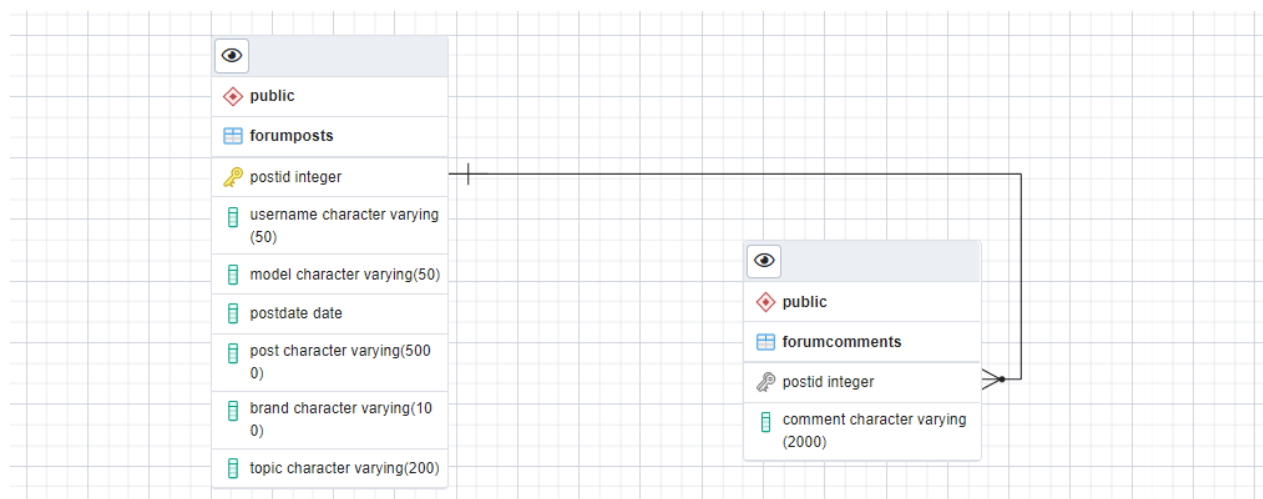 public
forumposts
postid integer
username character varying
(50)
model character varying(50)
postdate date
post character varying(500
0)
brand character varying(10
0)
topic character varying(200)
public
forumcomments
postid integer
comment character varying
(2000)